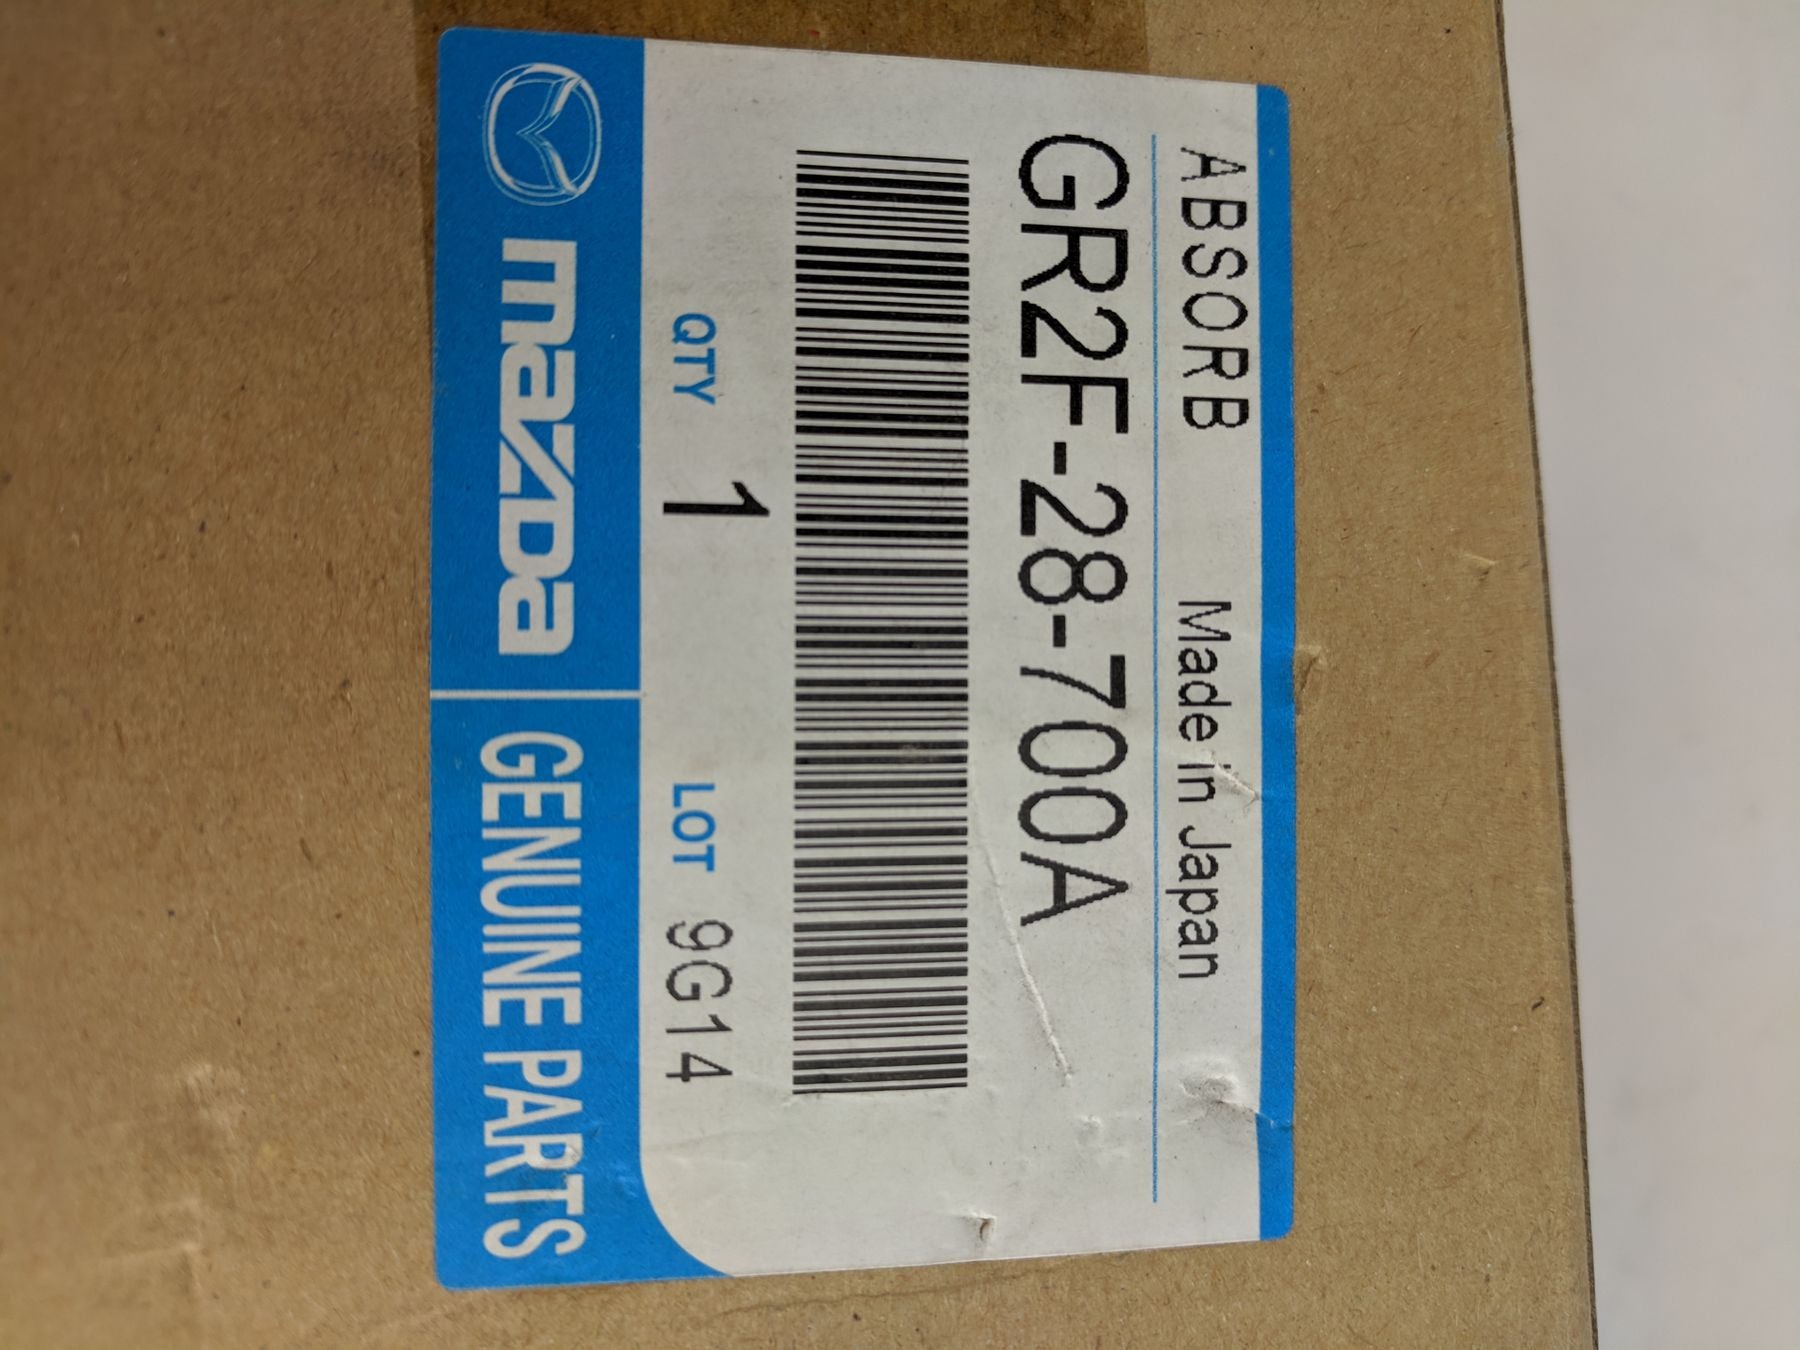 ABSORB Made in Japan
GR2F-28-700A
QTY 1 LOT 9G14
mazda GENUINE PARTS